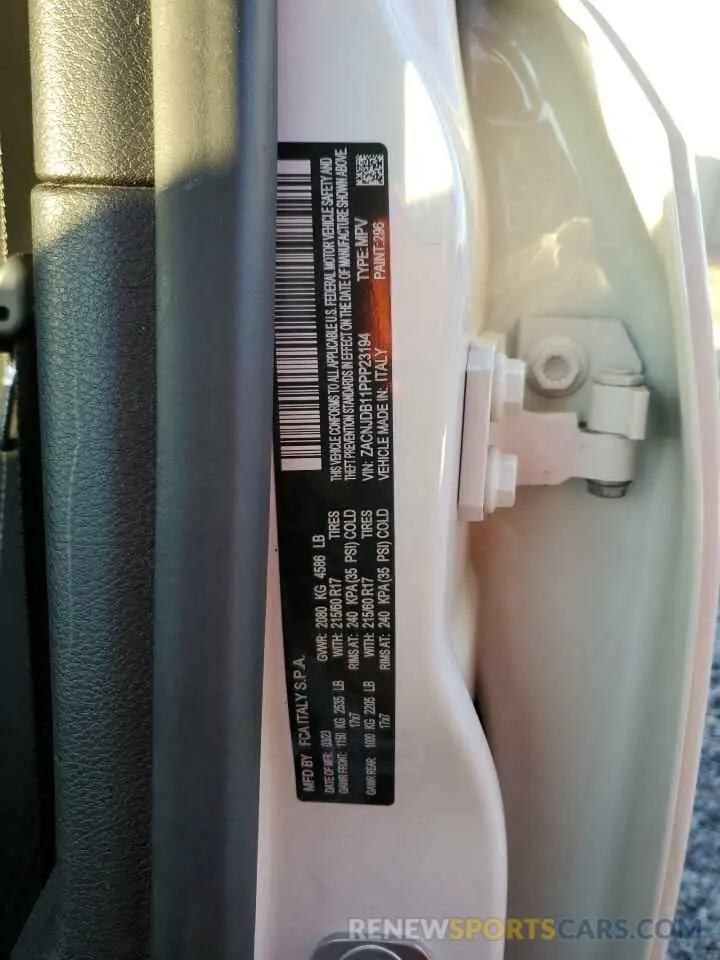 MFD BY FCA ITALY S.P.A.
DATE OF MFR: 03/23 GVWR: 2080 KG 4586 LB
GAWR FRONT: 1150 KG 2535 LB WITH: 215/60 R17 TIRES
17x7 RIMS AT: 240 KPA(35 PSI) COLD
GAWR REAR: 1000 KG 2205 LB WITH: 215/60 R17 TIRES
17x7 RIMS AT: 240 KPA(35 PSI) COLD
THIS VEHICLE CONFORMS TO ALL APPLICABLE U.S. FEDERAL MOTOR VEHICLE SAFETY AND
THEFT PREVENTION STANDARDS IN EFFECT ON THE DATE OF MANUFACTURE SHOWN ABOVE.
VIN: ZACNJDB11PPP23194 TYPE: MPV
VEHICLE MADE IN: ITALY PAINT: 296
RENEWSPORTSCARS.COM